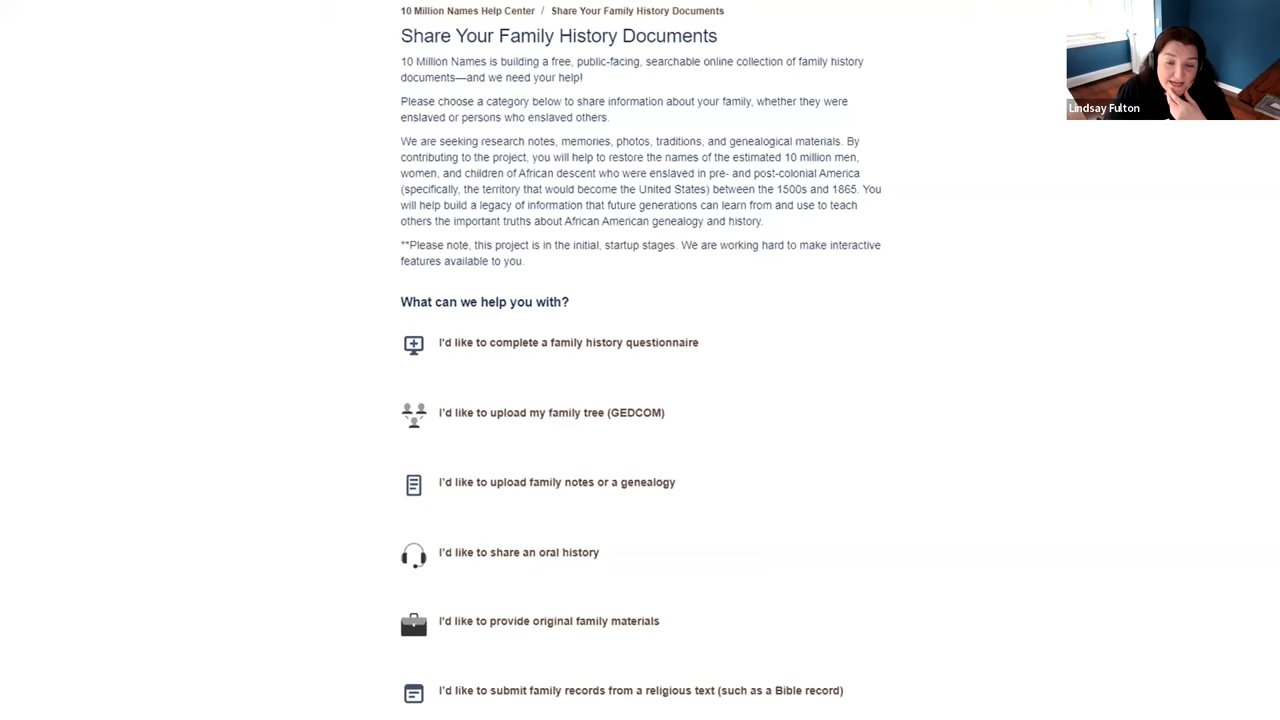 10 Million Names Help Center / Share Your Family History Documents
Share Your Family History Documents
10 Million Names is building a free, public-facing, searchable online collection of family history
documents—and we need your help!
Please choose a category below to share information about your family, whether they were
enslaved or persons who enslaved others.
We are seeking research notes, memories, photos, traditions, and genealogical materials. By
contributing to the project, you will help to restore the names of the estimated 10 million men,
women, and children of African descent who were enslaved in pre- and post-colonial America
(specifically, the territory that would become the United States) between the 1500s and 1865. You
will help build a legacy of information that future generations can learn from and use to teach
others the important truths about African American genealogy and history.
**Please note, this project is in the initial, startup stages. We are working hard to make interactive
features available to you.
What can we help you with?
I'd like to complete a family history questionnaire
I'd like to upload my family tree (GEDCOM)
I'd like to upload family notes or a genealogy
I'd like to share an oral history
I'd like to provide original family materials
I'd like to submit family records from a religious text (such as a Bible record)
Lindsay Fulton